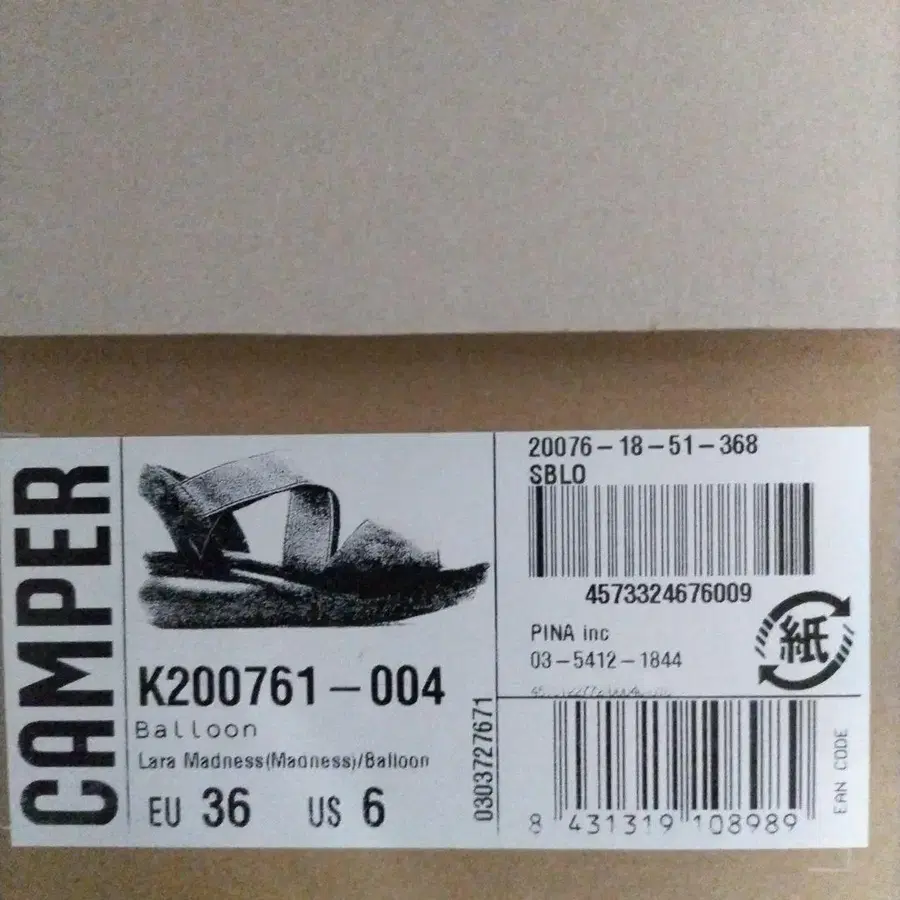 CAMPER
K200761-004
Balloon
Lara Madness(Madness)/Balloon
EU 36 US 6
0303727671
20076-18-51-368
SBLO
4573324676009
PINA inc
03-5412-1844
紙
8 431319 108989
EAN CODE